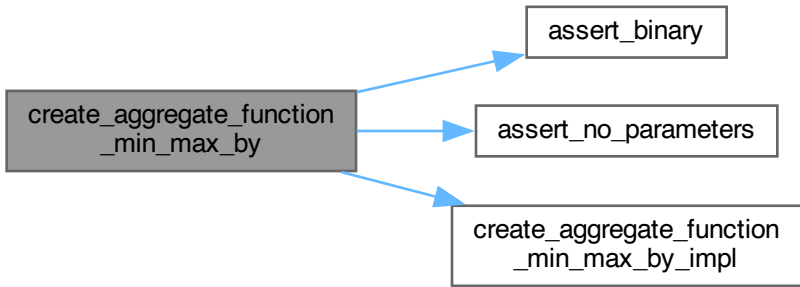 create_aggregate_function
_min_max_by
assert_binary
assert_no_parameters
create_aggregate_function
_min_max_by_impl